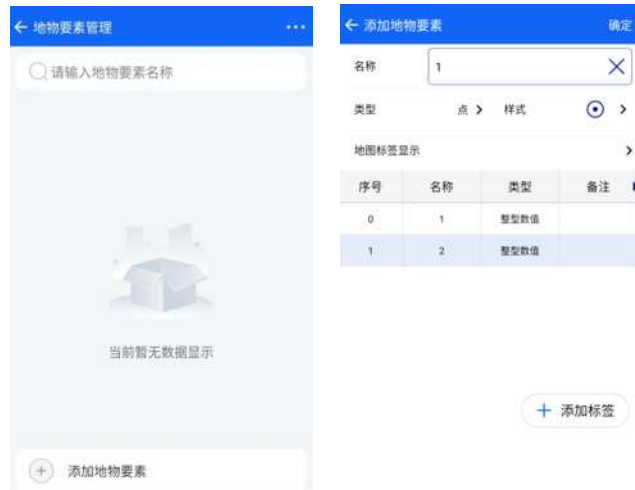 地物要素管理
请输入地物要素名称
当前暂无数据显示
添加地物要素
添加地物要素 确定
名称 1
类型 点 样式
地图标签显示
序号 名称 类型 备注
0 1 整型数值
1 2 整型数值
添加标签